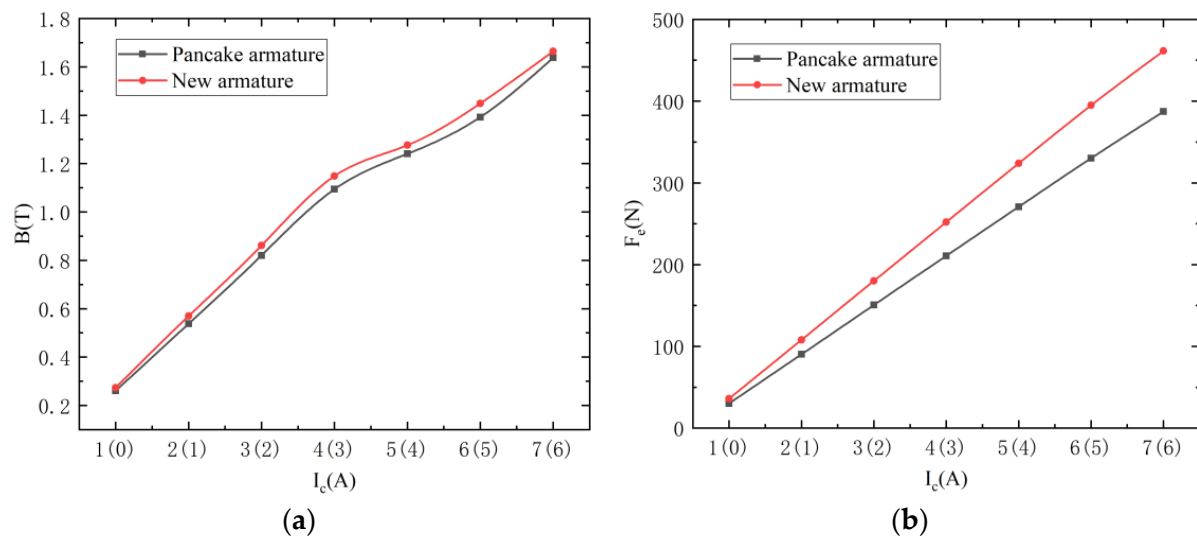 1.8
1.6
1.4
1.2
1.0
0.8
0.6
0.4
0.2
B(T)
Pancake armature
New armature
1(0) 2(1) 3(2) 4(3) 5(4) 6(5) 7(6)
I_c(A)
(a)
500
400
300
200
100
0
F_e(N)
Pancake armature
New armature
1(0) 2(1) 3(2) 4(3) 5(4) 6(5) 7(6)
I_c(A)
(b)